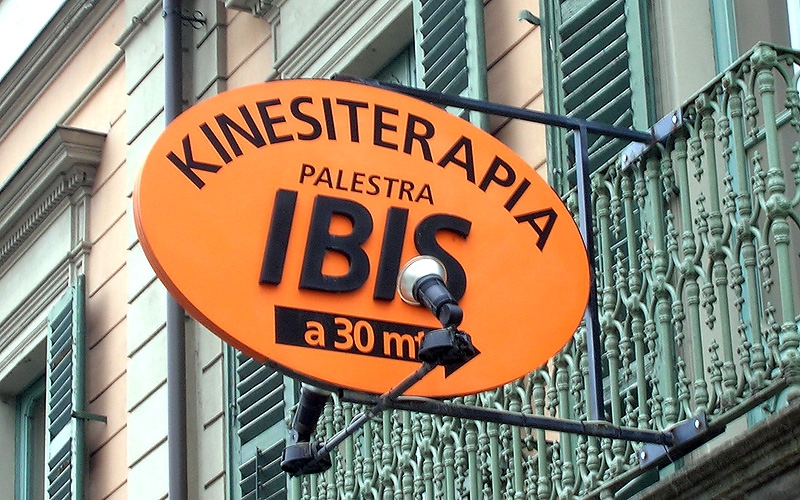 KINESITERAPIA
PALESTRA
IBIS
a 30 mt